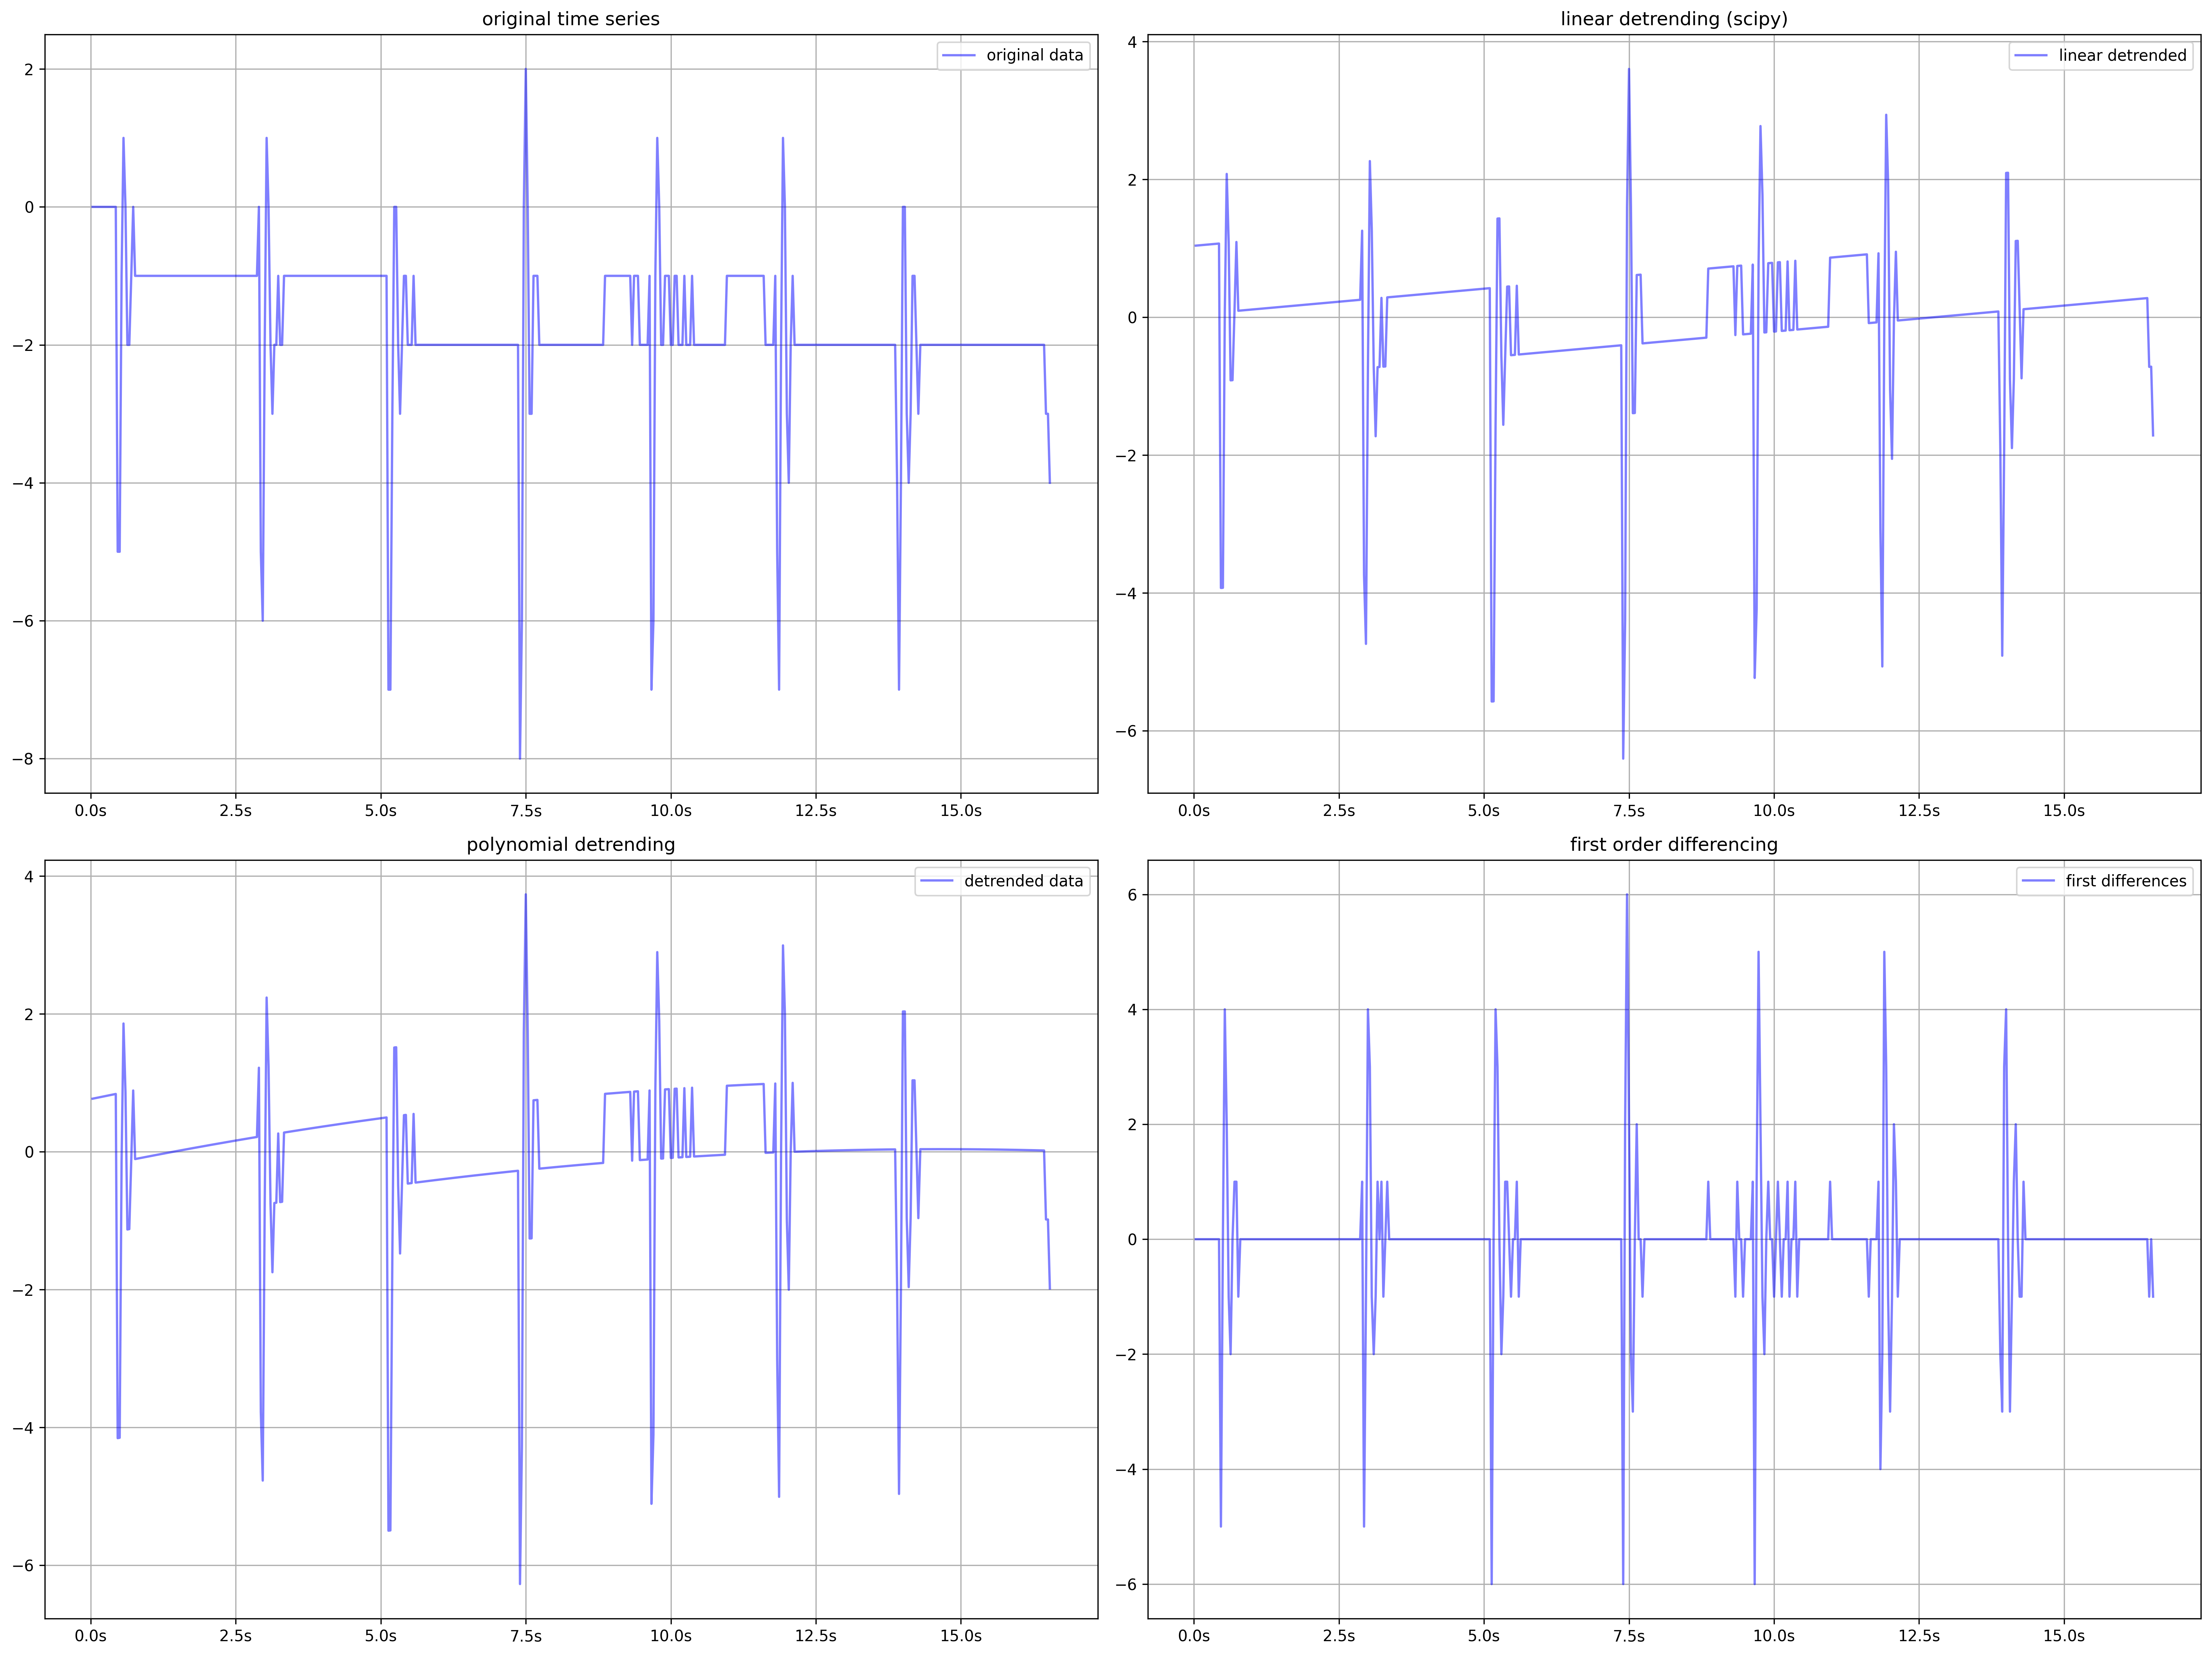 original time series
original data
2
0
−2
−4
−6
−8
0.0s 2.5s 5.0s 7.5s 10.0s 12.5s 15.0s
linear detrending (scipy)
linear detrended
4
2
0
−2
−4
−6
0.0s 2.5s 5.0s 7.5s 10.0s 12.5s 15.0s
polynomial detrending
detrended data
4
2
0
−2
−4
−6
0.0s 2.5s 5.0s 7.5s 10.0s 12.5s 15.0s
first order differencing
first differences
6
4
2
0
−2
−4
−6
0.0s 2.5s 5.0s 7.5s 10.0s 12.5s 15.0s